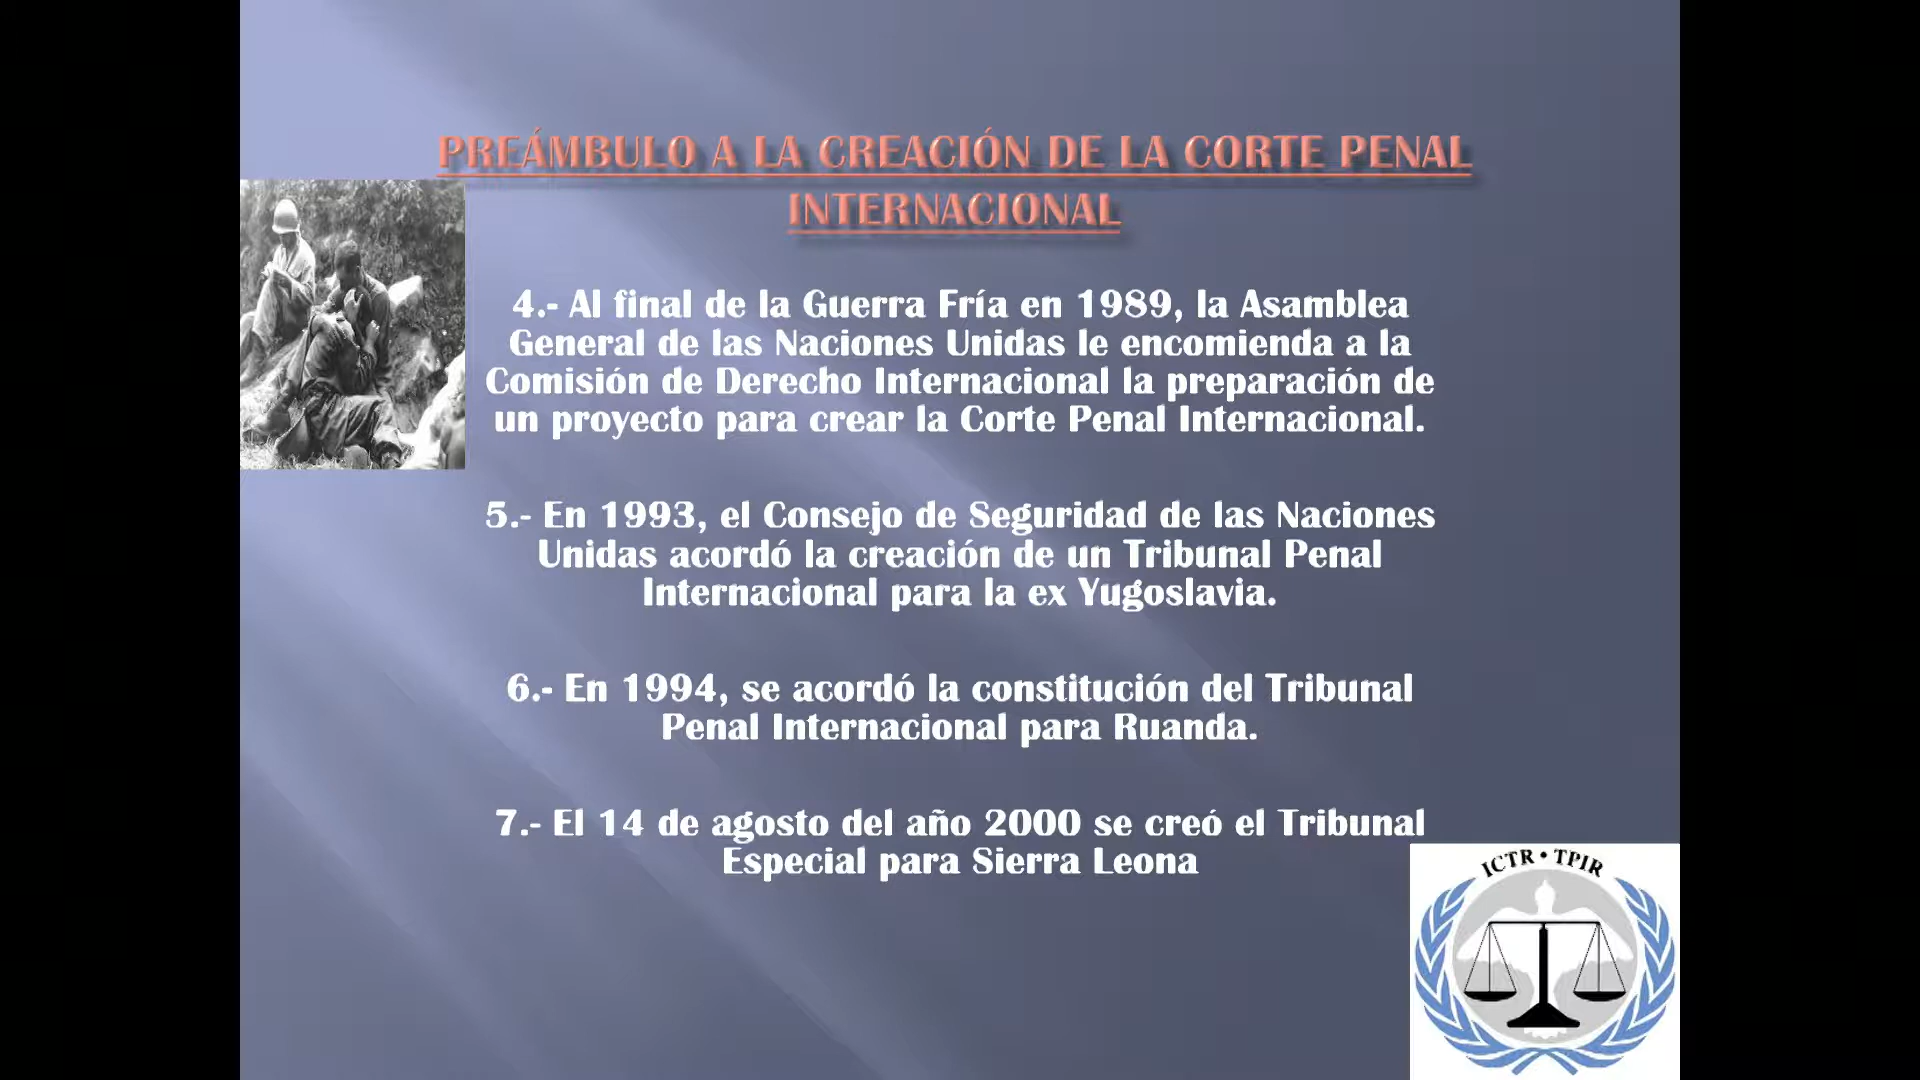 PREÁMBULO A LA CREACIÓN DE LA CORTE PENAL
INTERNACIONAL
4.- Al final de la Guerra Fría en 1989, la Asamblea
General de las Naciones Unidas le encomienda a la
Comisión de Derecho Internacional la preparación de
un proyecto para crear la Corte Penal Internacional.
5.- En 1993, el Consejo de Seguridad de las Naciones
Unidas acordó la creación de un Tribunal Penal
Internacional para la ex Yugoslavia.
6.- En 1994, se acordó la constitución del Tribunal
Penal Internacional para Ruanda.
7.- El 14 de agosto del año 2000 se creó el Tribunal
Especial para Sierra Leona
ICTR • TPIR